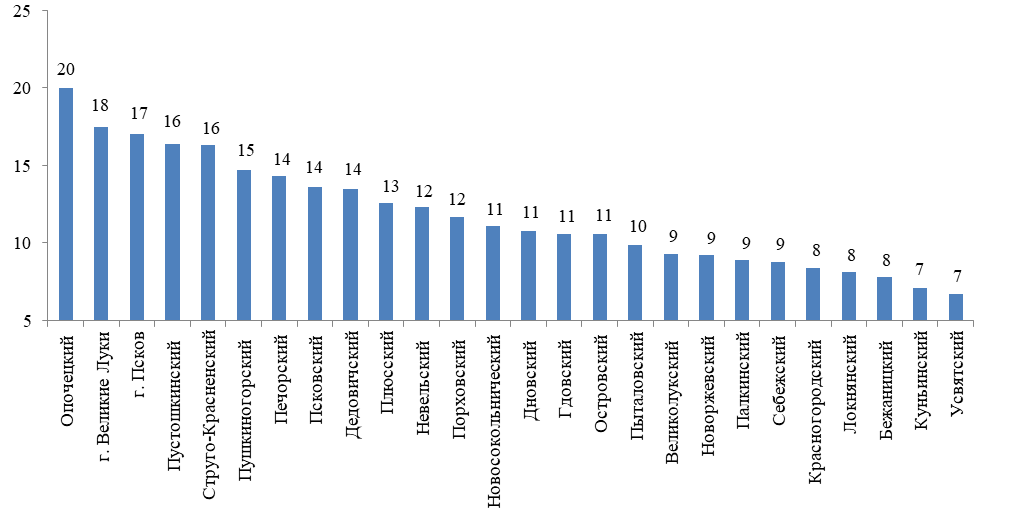 25
20
15
10
5
20
18
17
16
16
15
14
14
14
13
12
12
11
11
11
11
10
9
9
9
9
8
8
8
7
7
Опочецкий
г. Великие Луки
г. Псков
Пустошкинский
Струго-Красненский
Пушкиногорский
Печорский
Псковский
Дедовичский
Плюсский
Невельский
Порховский
Новосокольнический
Дновский
Гдовский
Островский
Пыталовский
Великолукский
Новоржевский
Палкинский
Себежский
Красногородский
Локнянский
Бежаницкий
Куньинский
Усвятский